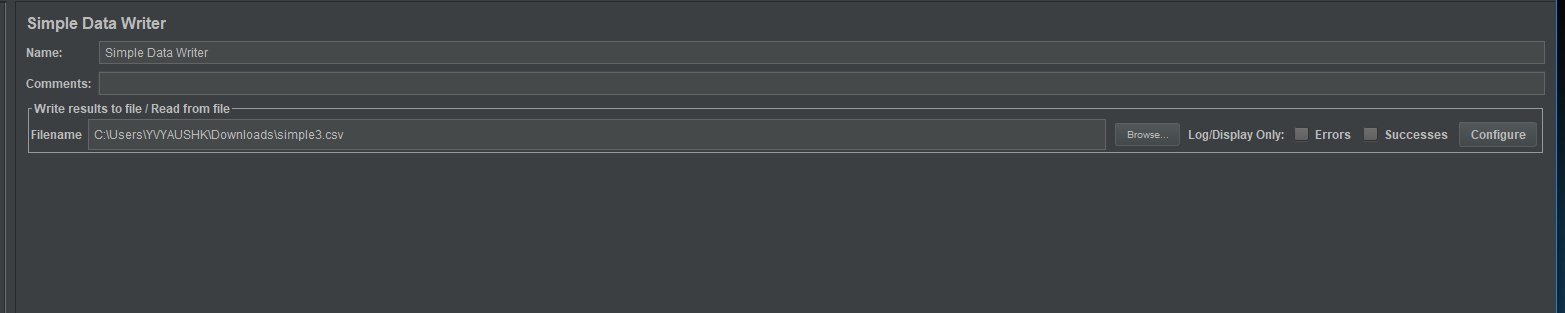 Simple Data Writer
Name: Simple Data Writer
Comments:
Write results to file / Read from file
Filename C:\Users\YVYAUSHK\Downloads\simple3.csv Browse... Log/Display Only: Errors Successes Configure